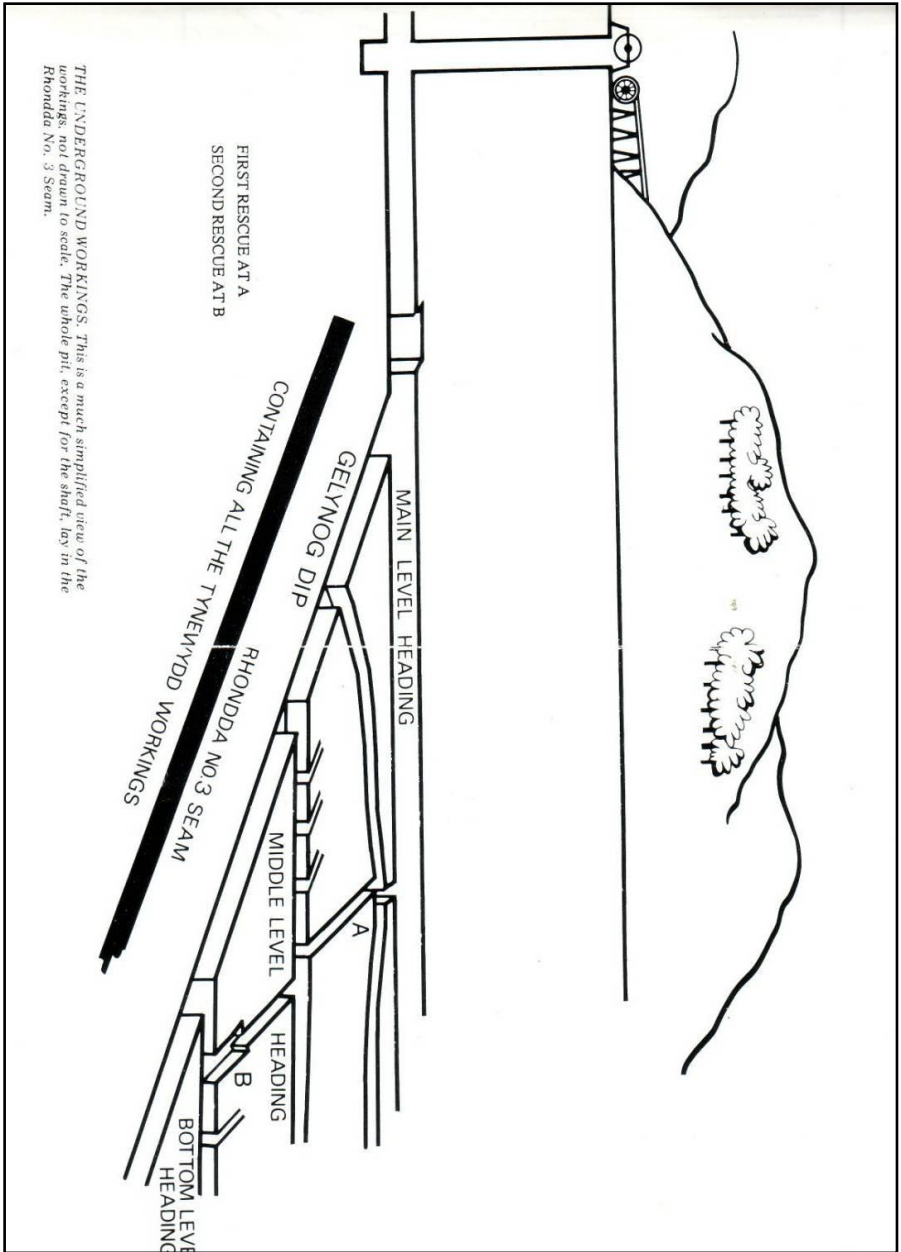 MAIN LEVEL HEADING
GELYNOG DIP
MIDDLE LEVEL
HEADING
A
B
BOTTOM LEVE
HEADING
RHONDDA NO.3 SEAM
CONTAINING ALL THE TYNEWYDD WORKINGS
FIRST RESCUE AT A
SECOND RESCUE AT B
THE UNDERGROUND WORKINGS. This is a much simplified view of the
workings, not drawn to scale. The whole pit, except for the shaft, lay in the
Rhondda No. 3 Seam.